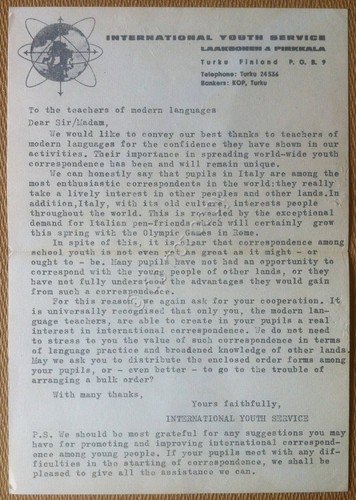 INTERNATIONAL YOUTH SERVICE
LAAKSONEN & PIRKKALA
Turku Finland P.O.B. 9
Telephone: Turku 24536
Bankers: KOP, Turku
To the teachers of modern languages
Dear Sir/Madam,
We would like to convey our best thanks to teachers of
modern languages for the confidence they have shown in our
activities. Their importance in spreading world-wide youth
correspondence has been and will remain unique.
We can honestly say that pupils in Italy are among the
most enthusiastic correspondents in the world:they really
take a lively interest in other peoples and other lands.In
addition,Italy, with its old culture, interests people
throughout the world. This is revealed by the exceptional
demand for Italian pen-friends which will certainly grow
this spring with the Olympic Games in Rome.
In spite of this, it is clear that correspondence among
school youth is not even yet as great as it might - or
ought to - be. Many pupils have not had an opportunity to
correspond with the young people of other lands, or they
have not fully understood the advantages they would gain
from such a correspondence.
For this reason, we again ask for your cooperation. It
is universally recognised that only you, the modern lan-
guage teachers, are able to create in your pupils a real
interest in international correspondence. We do not need
to stress to you the value of such correspondence in terms
of language practice and broadened knowledge of other lands.
May we ask you to distribute the enclosed order forms among
your pupils, or - even better - to go to the trouble of
arranging a bulk order?
With many thanks,
Yours faithfully,
INTERNATIONAL YOUTH SERVICE
P.S. We should be most grateful for any suggestions you may
have for promoting and improving international correspond-
ence among young people. If your pupils meet with any dif-
ficulties in the starting of correspondence, we shall be
pleased to give all the assistance we can.